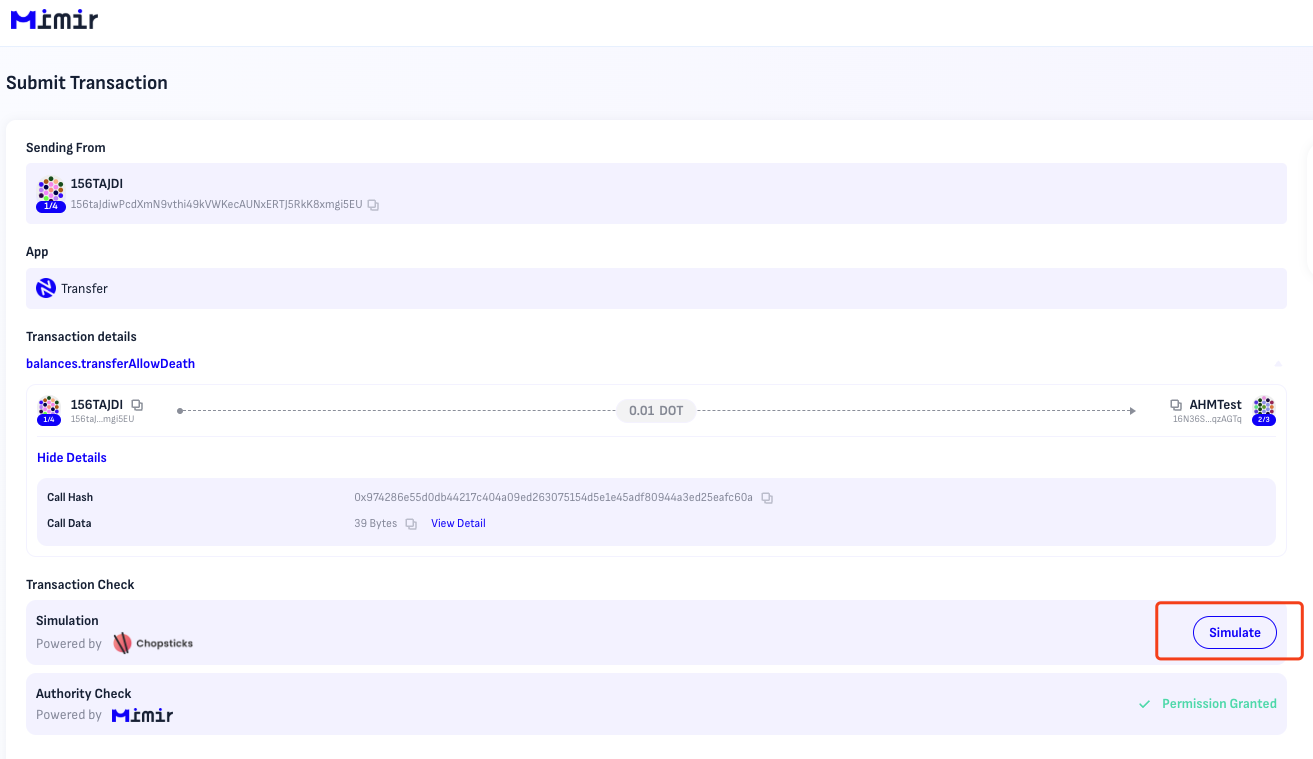 Mimir
Submit Transaction
Sending From
156TAJDI
1/4
156taJdiwPcdXmN9vthi49kVWKecAUNxERTJ5RkK8xmgi5EU
App
Transfer
Transaction details
balances.transferAllowDeath
156TAJDI
1/4
156taJ...mgi5EU
0.01 DOT
AHMTest
16N36S...qzAGTq
2/3
Hide Details
Call Hash 0x974286e55d0db44217c404a09ed263075154d5e1e45adf80944a3ed25eafc60a
Call Data 39 Bytes View Detail
Transaction Check
Simulation
Powered by Chopsticks
Simulate
Authority Check
Powered by Mimir
Permission Granted